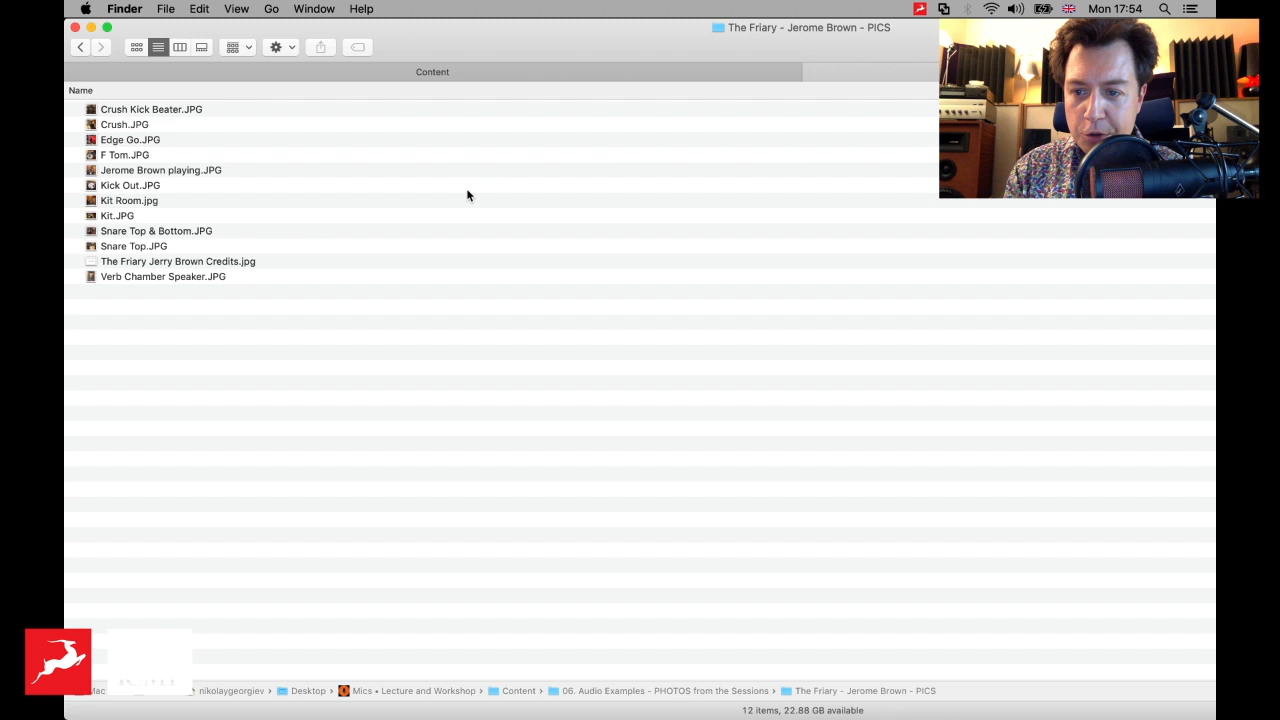 Finder File Edit View Go Window Help Mon 17:54
The Friary - Jerome Brown - PICS
Content
Name
Crush Kick Beater.JPG
Crush.JPG
Edge Go.JPG
F Tom.JPG
Jerome Brown playing.JPG
Kick Out.JPG
Kit Room.jpg
Kit.JPG
Snare Top & Bottom.JPG
Snare Top.JPG
The Friary Jerry Brown Credits.jpg
Verb Chamber Speaker.JPG
Mac nikolaygeorgiev › Desktop › Mics • Lecture and Workshop › Content › 06. Audio Examples - PHOTOS from the Sessions › The Friary - Jerome Brown - PICS
12 items, 22.88 GB available